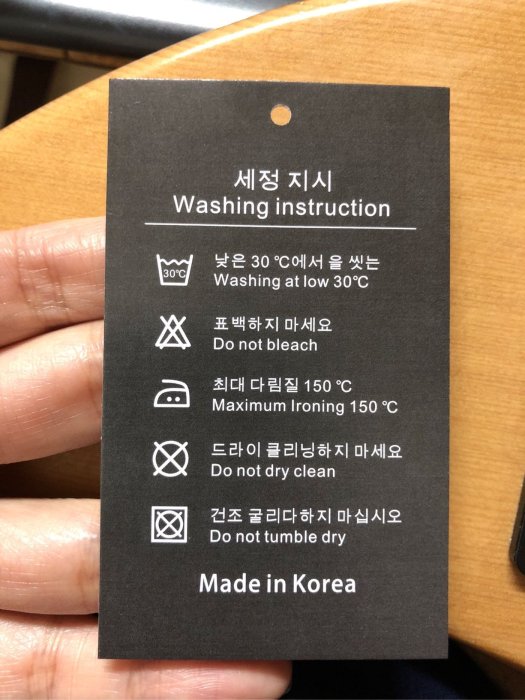 세정 지시
Washing instruction
30℃
낮은 30 ℃에서 을 씻는
Washing at low 30℃
표백하지 마세요
Do not bleach
최대 다림질 150 ℃
Maximum Ironing 150 ℃
드라이 클리닝하지 마세요
Do not dry clean
건조 굴리다하지 마십시오
Do not tumble dry
Made in Korea